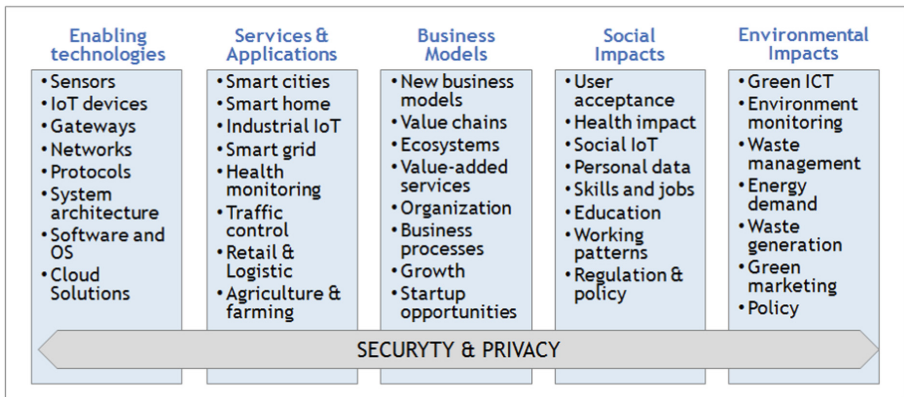 Enabling
technologies
• Sensors
• IoT devices
• Gateways
• Networks
• Protocols
• System
architecture
• Software and
OS
• Cloud
Solutions
Services &
Applications
• Smart cities
• Smart home
• Industrial IoT
• Smart grid
• Health
monitoring
• Traffic
control
• Retail &
Logistic
• Agriculture &
farming
Business
Models
• New business
models
• Value chains
• Ecosystems
• Value-added
services
• Organization
• Business
processes
• Growth
• Startup
opportunities
Social
Impacts
• User
acceptance
• Health impact
• Social IoT
• Personal data
• Skills and jobs
• Education
• Working
patterns
• Regulation &
policy
Environmental
Impacts
• Green ICT
• Environment
monitoring
• Waste
management
• Energy
demand
• Waste
generation
• Green
marketing
• Policy
SECURYTY & PRIVACY